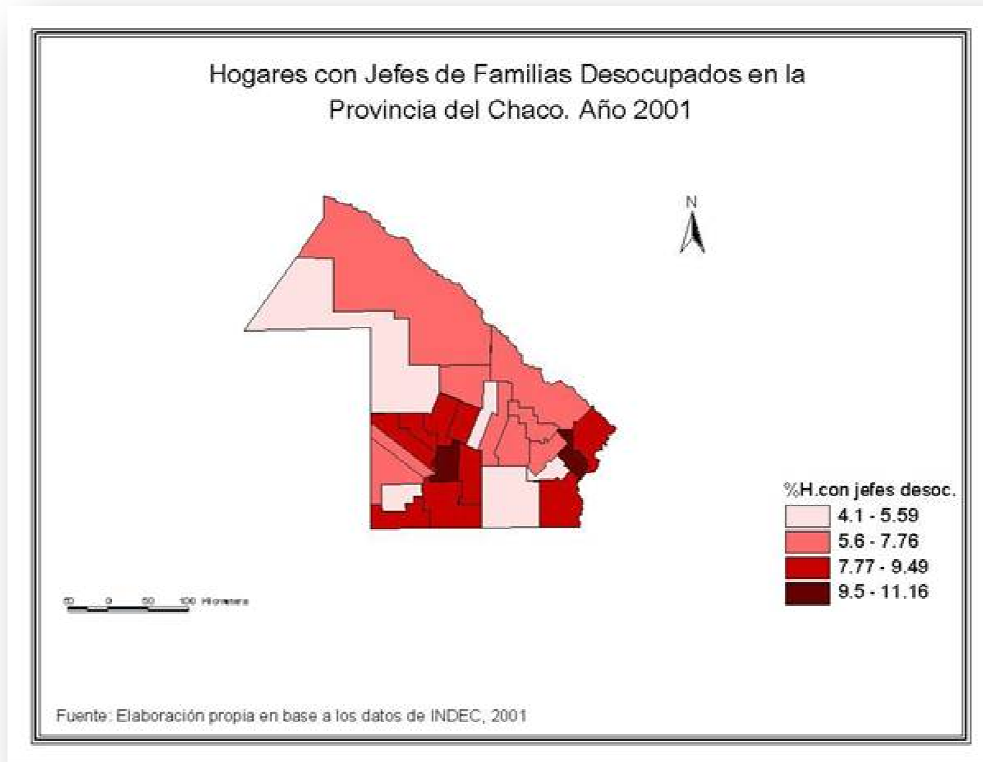 Hogares con Jefes de Familias Desocupados en la
Provincia del Chaco. Año 2001
N
%H.con jefes desoc.
4.1 - 5.59
5.6 - 7.76
7.77 - 9.49
9.5 - 11.16
0 50 100 Kilometers
Fuente: Elaboración propia en base a los datos de INDEC, 2001